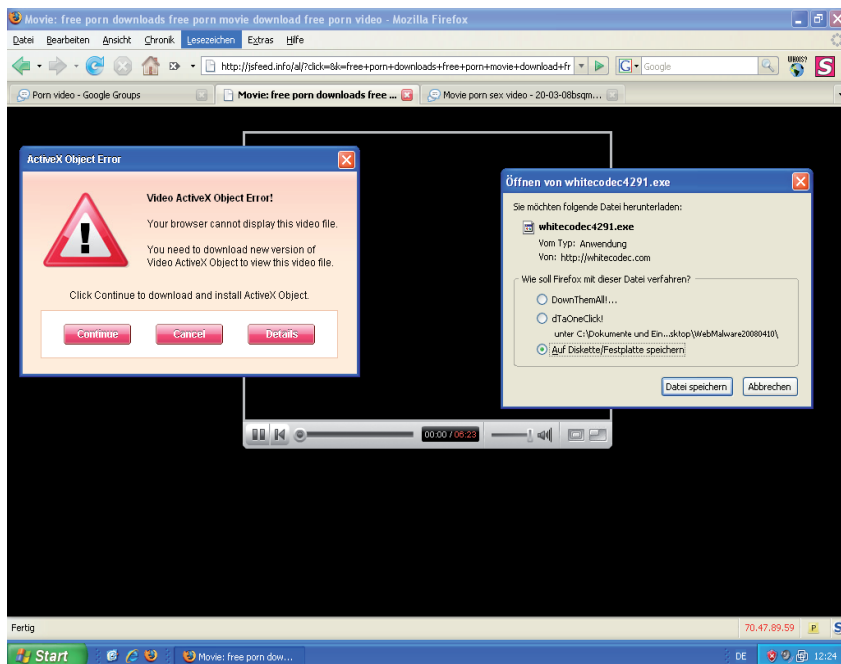 Movie: free porn downloads free porn movie download free porn video - Mozilla Firefox
Datei Bearbeiten Ansicht Chronik Lesezeichen Extras Hilfe
http://jsfeed.info/al/?click=&k=free+porn+downloads+free+porn+movie+download+fr
G Google
WHOIS?
S
Porn video - Google Groups
Movie: free porn downloads free ...
Movie porn sex video - 20-03-08bsqm...
ActiveX Object Error
Video ActiveX Object Error!
Your browser cannot display this video file.
You need to download new version of
Video ActiveX Object to view this video file.
Click Continue to download and install ActiveX Object.
Continue Cancel Details
Öffnen von whitecodec4291.exe
Sie möchten folgende Datei herunterladen:
whitecodec4291.exe
Vom Typ: Anwendung
Von: http://whitecodec.com
Wie soll Firefox mit dieser Datei verfahren?
DownThemAll!...
dTaOneClick!
unter C:\Dokumente und Ein...sktop\WebMalware20080410\
Auf Diskette/Festplatte speichern
Datei speichern Abbrechen
00:00 / 06:23
Fertig
70.47.89.59 P S
Start
Movie: free porn dow...
DE 12:24